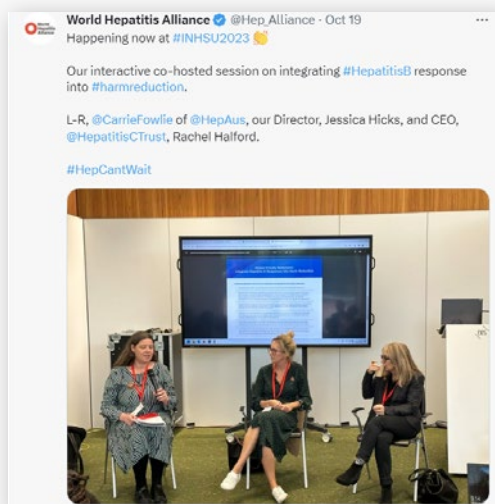 World Hepatitis Alliance @Hep_Alliance · Oct 19
Happening now at #INHSU2023
Our interactive co-hosted session on integrating #HepatitisB response
into #harmreduction.
L-R, @CarrieFowlie of @HepAus, our Director, Jessica Hicks, and CEO,
@HepatitisCTrust, Rachel Halford.
#HepCantWait